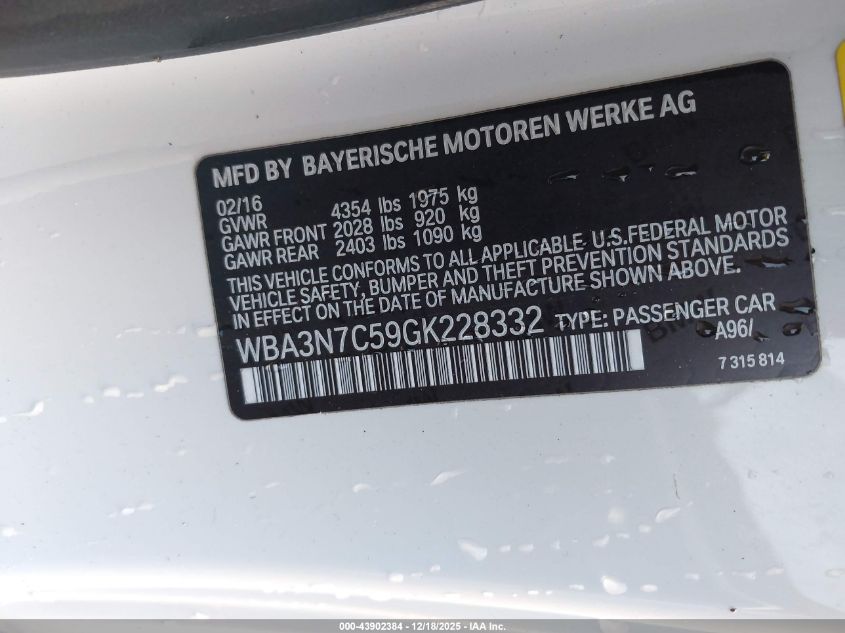 MFD BY BAYERISCHE MOTOREN WERKE AG
02/16
GVWR 4354 lbs 1975 kg
GAWR FRONT 2028 lbs 920 kg
GAWR REAR 2403 lbs 1090 kg
THIS VEHICLE CONFORMS TO ALL APPLICABLE U.S.FEDERAL MOTOR
VEHICLE SAFETY, BUMPER AND THEFT PREVENTION STANDARDS
IN EFFECT ON THE DATE OF MANUFACTURE SHOWN ABOVE.
WBA3N7C59GK228332 TYPE: PASSENGER CAR
A96/
7 315 814
000-43902384 - 12/18/2025 - IAAI Inc.